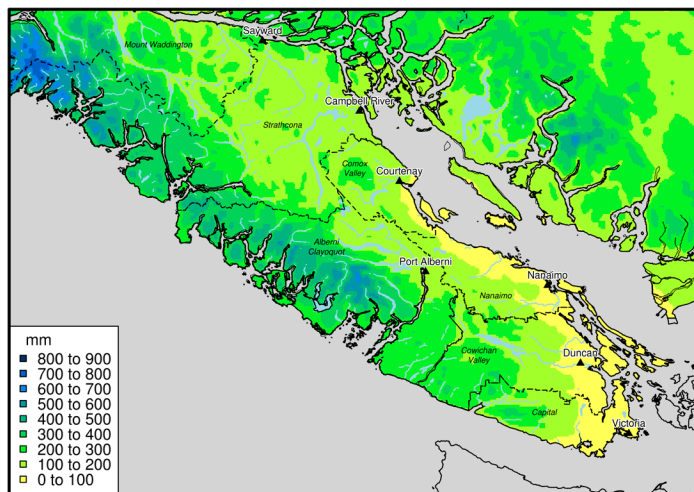 Sayward
Mount Waddington
Campbell River
Strathcona
Comox
Valley
Courtenay
Alberni
Clayoquot
Port Alberni
Nanaimo
Nanaimo
Cowichan
Valley
Duncan
Capital
Victoria
mm
800 to 900
700 to 800
600 to 700
500 to 600
400 to 500
300 to 400
200 to 300
100 to 200
0 to 100